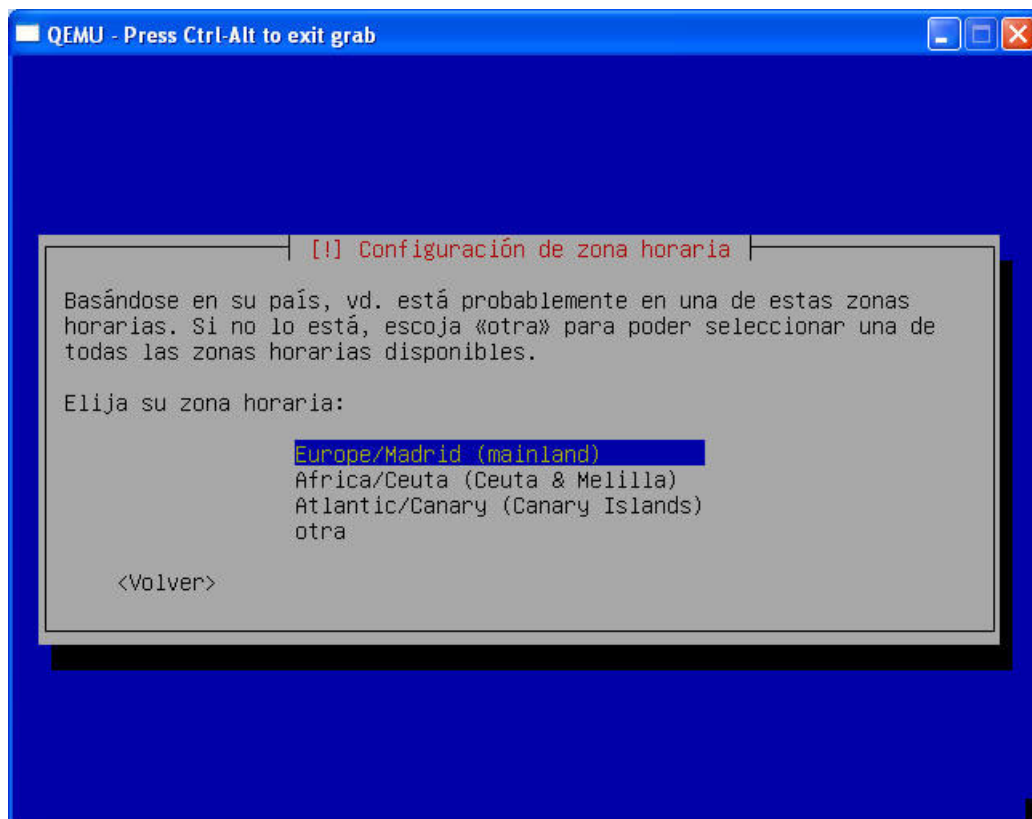 QEMU - Press Ctrl-Alt to exit grab
[!] Configuración de zona horaria
Basándose en su país, vd. está probablemente en una de estas zonas
horarias. Si no lo está, escoja «otra» para poder seleccionar una de
todas las zonas horarias disponibles.
Elija su zona horaria:
Europe/Madrid (mainland)
Africa/Ceuta (Ceuta & Melilla)
Atlantic/Canary (Canary Islands)
otra
<Volver>